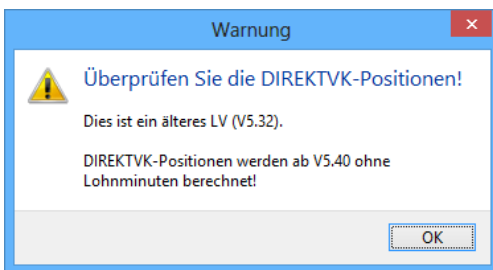 Warnung
Überprüfen Sie die DIREKTVK-Positionen!
Dies ist ein älteres LV (V5.32).
DIREKTVK-Positionen werden ab V5.40 ohne
Lohnminuten berechnet!
OK